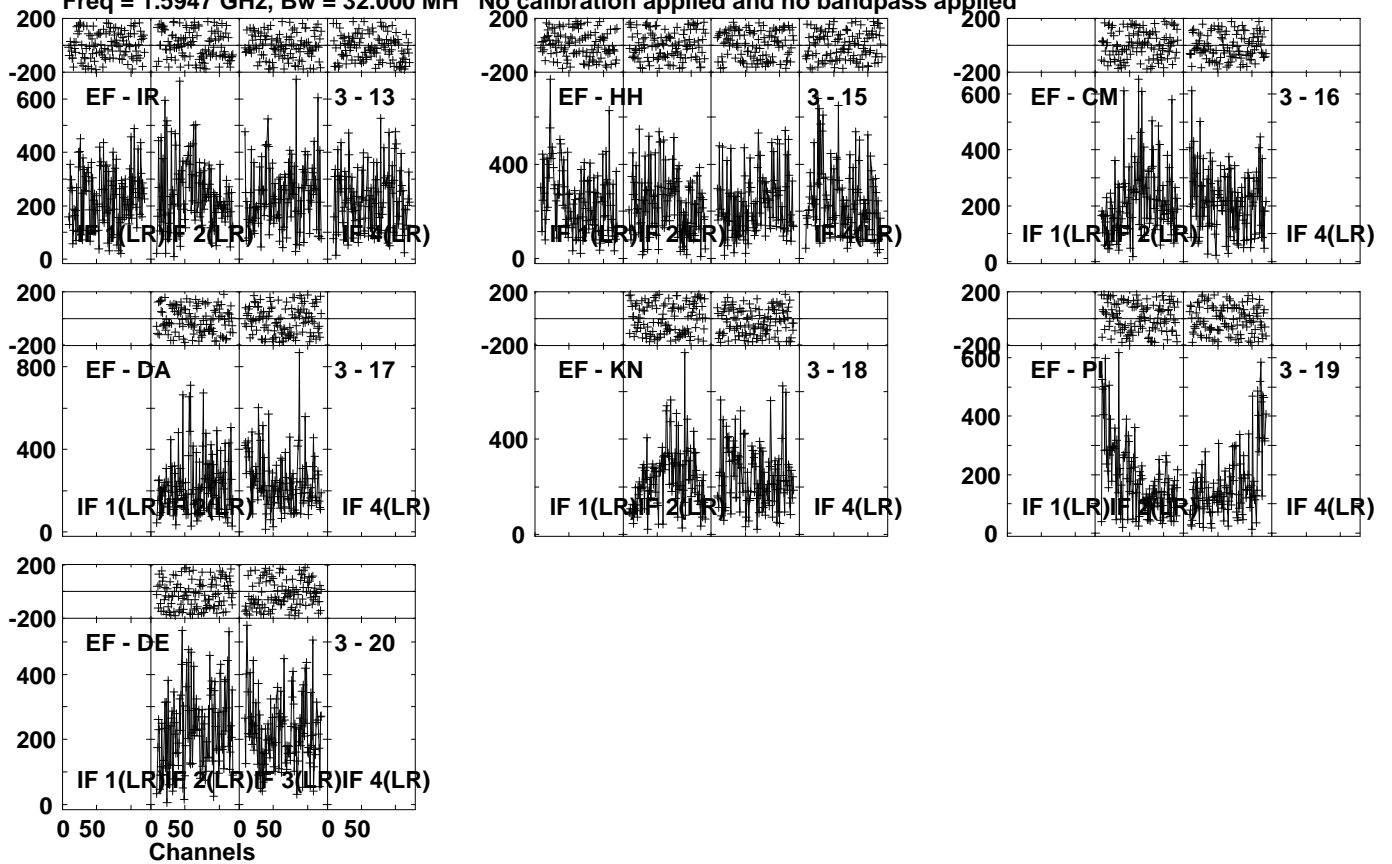 Freq = 1.5947 GHz, Bw = 32.000 MH No calibration applied and no bandpass applied
200 200 200
-200 -200 -200
EF - IR 3 - 13 EF - HH 3 - 15 EF - CM 3 - 16
600 600
400 400 400
200 200
IF 1(LR) IF 2(LR) IF 4(LR) IF 1(LR) IF 2(LR) IF 4(LR) IF 1(LR) IF 2(LR) IF 4(LR)
0 0 0
200 200 200
-200 -200 -200
800 600
EF - DA 3 - 17 EF - KN 3 - 18 EF - PI 3 - 19
400 400 400
200
IF 1(LR) IF 2(LR) IF 4(LR) IF 1(LR) IF 2(LR) IF 4(LR) IF 1(LR) IF 2(LR) IF 4(LR)
0 0 0
200
-200
EF - DE 3 - 20
400
200
IF 1(LR) IF 2(LR) IF 3(LR) IF 4(LR)
0
0 50 0 50 0 50 0 50
Channels